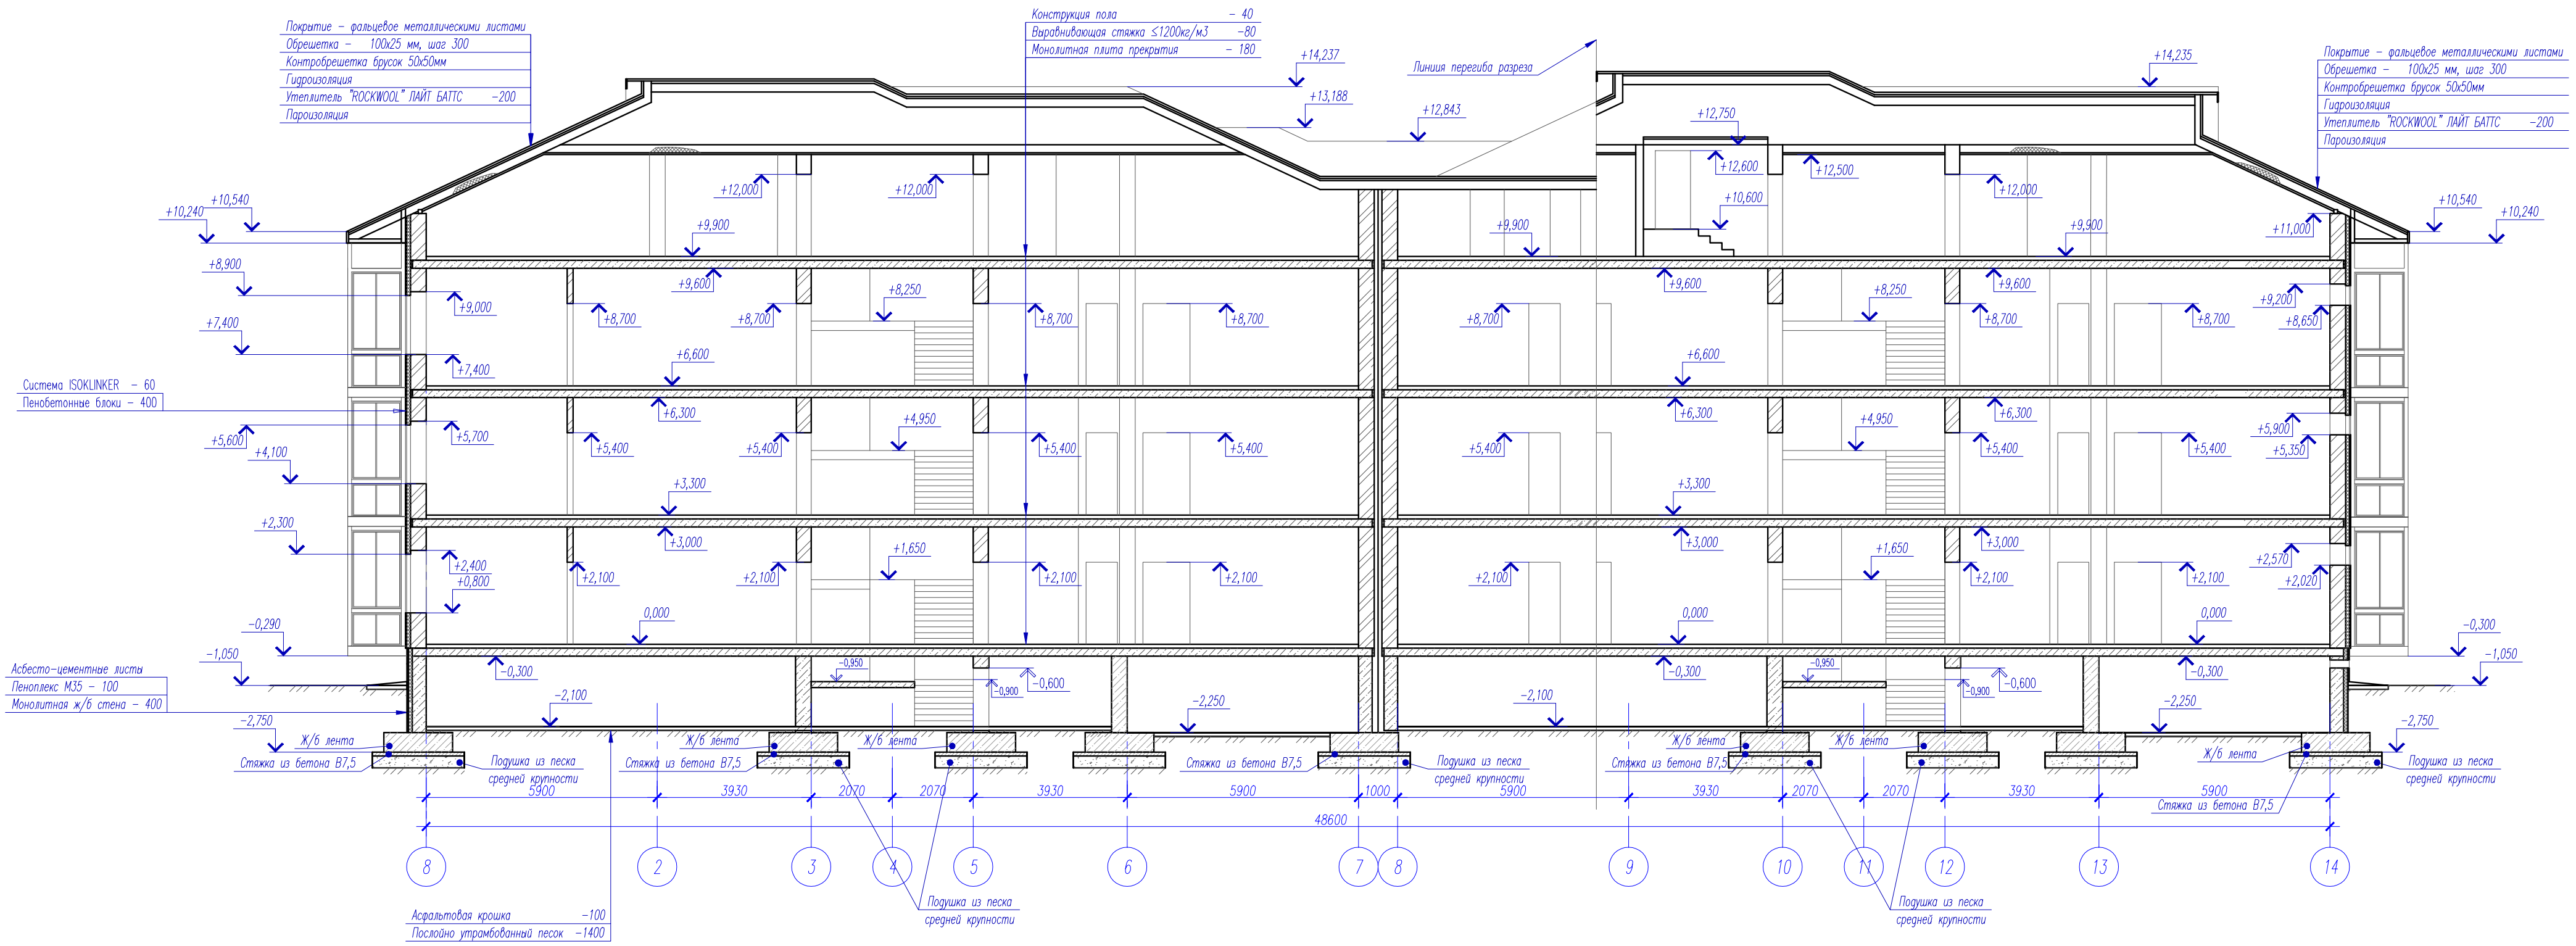 Покрытие - фальцевое металлическими листами
Обрешетка - 100x25 мм, шаг 300
Контробрешетка брусок 50x50мм
Гидроизоляция
Утеплитель "ROCKWOOL" ЛАЙТ БАТТС -200
Пароизоляция
Конструкция пола - 40
Выравнивающая стяжка ≤1200кг/м3 -80
Монолитная плита прекрытия - 180
+14,237
Линиия перегиба разреза
+14,235
Покрытие - фальцевое металлическими листами
Обрешетка - 100x25 мм, шаг 300
Контробрешетка брусок 50x50мм
Гидроизоляция
Утеплитель "ROCKWOOL" ЛАЙТ БАТТС -200
Пароизоляция
+13,188
+12,843
+12,750
+12,000
+12,000
+12,600
+12,500
+12,000
+10,600
+10,540
+10,240
+9,900
+9,900
+9,900
+11,000
+10,540
+10,240
+8,900
+9,000
+9,600
+8,250
+9,600
+8,250
+9,600
+9,200
+8,650
+8,700
+8,700
+8,700
+8,700
+8,700
+8,700
+8,700
+7,400
+7,400
+6,600
+6,600
Система ISOKLINKER - 60
Пенобетонные блоки - 400
+6,300
+4,950
+6,300
+4,950
+6,300
+5,900
+5,350
+5,600
+5,700
+5,400
+5,400
+5,400
+5,400
+5,400
+5,400
+5,400
+4,100
+3,300
+3,300
+2,300
+3,000
+1,650
+3,000
+1,650
+3,000
+2,570
+2,020
+2,400
+0,800
+2,100
+2,100
+2,100
+2,100
+2,100
+2,100
+2,100
0,000
0,000
0,000
-0,290
-1,050
-0,300
-1,050
Асбесто-цементные листы
Пеноплекс М35 - 100
Монолитная ж/б стена - 400
-0,300
-0,950
-0,900
-0,600
-0,300
-0,950
-0,900
-0,600
-0,300
-2,100
-2,250
-2,100
-2,250
-2,750
-2,750
Ж/б лента
Стяжка из бетона В7,5
Подушка из песка
средней крупности
Ж/б лента
Стяжка из бетона В7,5
Ж/б лента
Стяжка из бетона В7,5
Подушка из песка
средней крупности
Ж/б лента
Стяжка из бетона В7,5
Ж/б лента
Ж/б лента
Подушка из песка
средней крупности
Стяжка из бетона В7,5
5900 3930 2070 2070 3930 5900 1000 5900 3930 2070 2070 3930 5900
48600
8 2 3 4 5 6 7 8 9 10 11 12 13 14
Подушка из песка
средней крупности
Подушка из песка
средней крупности
Асфальтовая крошка -100
Послойно утрамбованный песок -1400